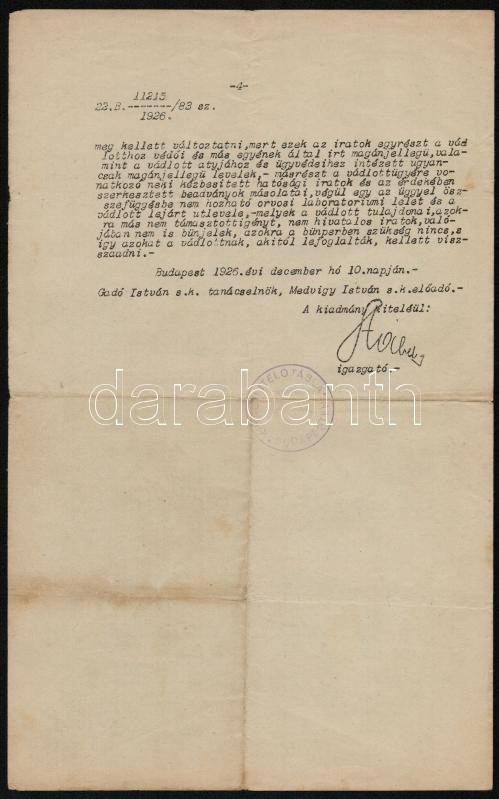 -4-
11215
22.B.--------/83 sz.
1926.
meg kellett változtatni,mert ezek az iratok egyrészt a vád
lotthoz védői és más egyének által irt magánjellegü,vala-
mint a vádlott atyjához és ügyvédeihez intézett ugyan-
csak magánjellegü levelek,- másrészt a vádlottügyére vo-
natkozó neki kézbesitett hatósági iratok és az érdekében
szerkesztett beadványok másolatai,végül egy az üggyel ösz-
szefüggésbe nem hozható orvosi laboratoriumi lelet és a
vádlott lejárt utlevele,-melyek a vádlott tulajdonai,azok-
ra más nem támasztottigényt, nem hivatalos iratok,való-
jában nem is bünjelek, azokra a bünperben szükség nincs,s
igy azokat a vádlottnak, akitől lefoglalták, kellett visz-
szaadni.-
Budapest 1926.évi december hó 10.napján.-
Gadó István s.k. tanácselnök, Medvigy István s.k.előadó.-
A kiadmány hiteléül:
igazgató.-
darabanth